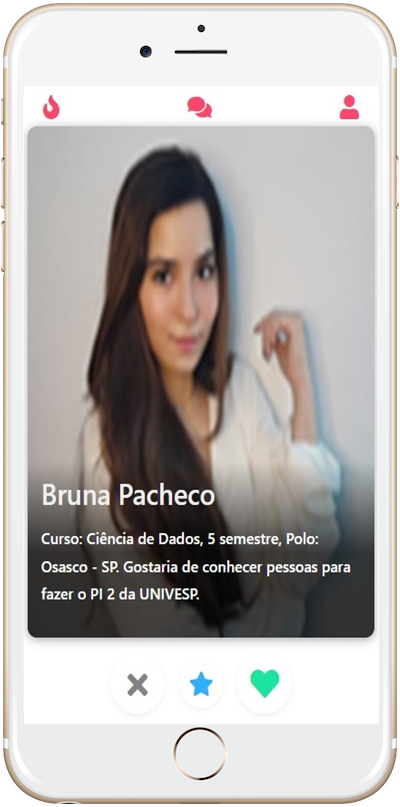 Bruna Pacheco
Curso: Ciência de Dados, 5 semestre, Polo:
Osasco - SP. Gostaria de conhecer pessoas para
fazer o PI 2 da UNIVESP.